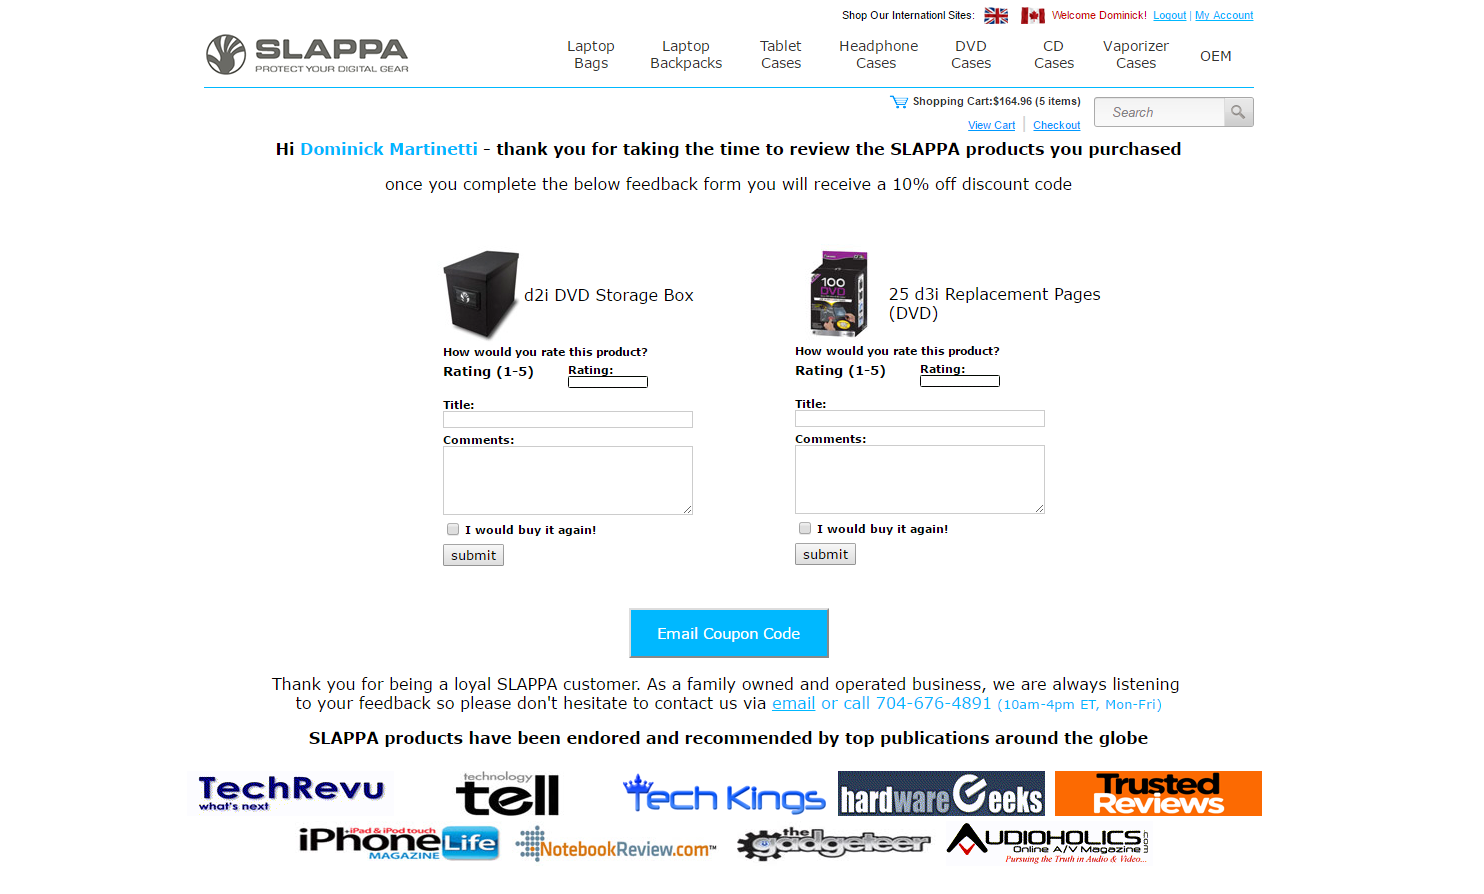 Shop Our Internationl Sites: Welcome Dominick! Logout | My Account
SLAPPA
PROTECT YOUR DIGITAL GEAR
Laptop Bags
Laptop Backpacks
Tablet Cases
Headphone Cases
DVD Cases
CD Cases
Vaporizer Cases
OEM
Shopping Cart:$164.96 (5 items)
View Cart | Checkout
Search
Hi Dominick Martinetti - thank you for taking the time to review the SLAPPA products you purchased
once you complete the below feedback form you will receive a 10% off discount code
d2i DVD Storage Box
How would you rate this product?
Rating (1-5) Rating:
Title:
Comments:
I would buy it again!
submit
100
DVD
25 d3i Replacement Pages
(DVD)
How would you rate this product?
Rating (1-5) Rating:
Title:
Comments:
I would buy it again!
submit
Email Coupon Code
Thank you for being a loyal SLAPPA customer. As a family owned and operated business, we are always listening
to your feedback so please don't hesitate to contact us via email or call 704-676-4891 (10am-4pm ET, Mon-Fri)
SLAPPA products have been endored and recommended by top publications around the globe
TechRevu
what's next
technology
tell
Tech Kings
hardware Geeks
Trusted
Reviews
iPad & iPod touch
iPhone Life
MAGAZINE
NotebookReview.com™
the
gadgeteer
AUDIOHOLICS.com
Online A/V Magazine
Pursuing the Truth in Audio & Video...